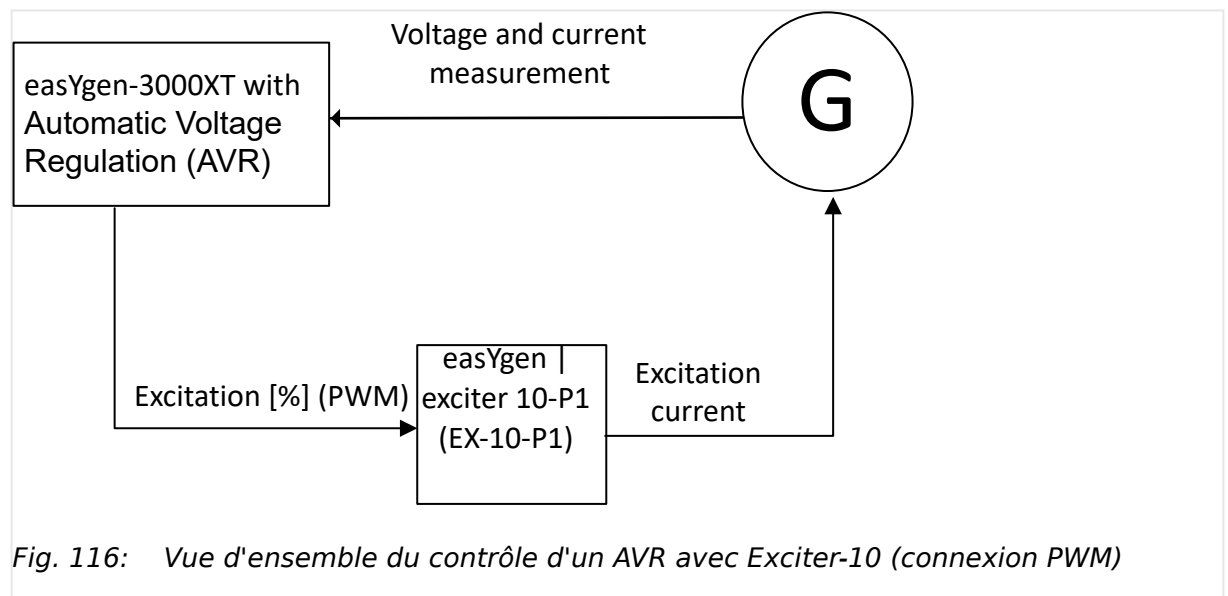 Voltage and current
measurement
G
easYgen-3000XT with
Automatic Voltage
Regulation (AVR)
Excitation [%] (PWM)
easYgen |
exciter 10-P1
(EX-10-P1)
Excitation
current
Fig. 116: Vue d'ensemble du contrôle d'un AVR avec Exciter-10 (connexion PWM)